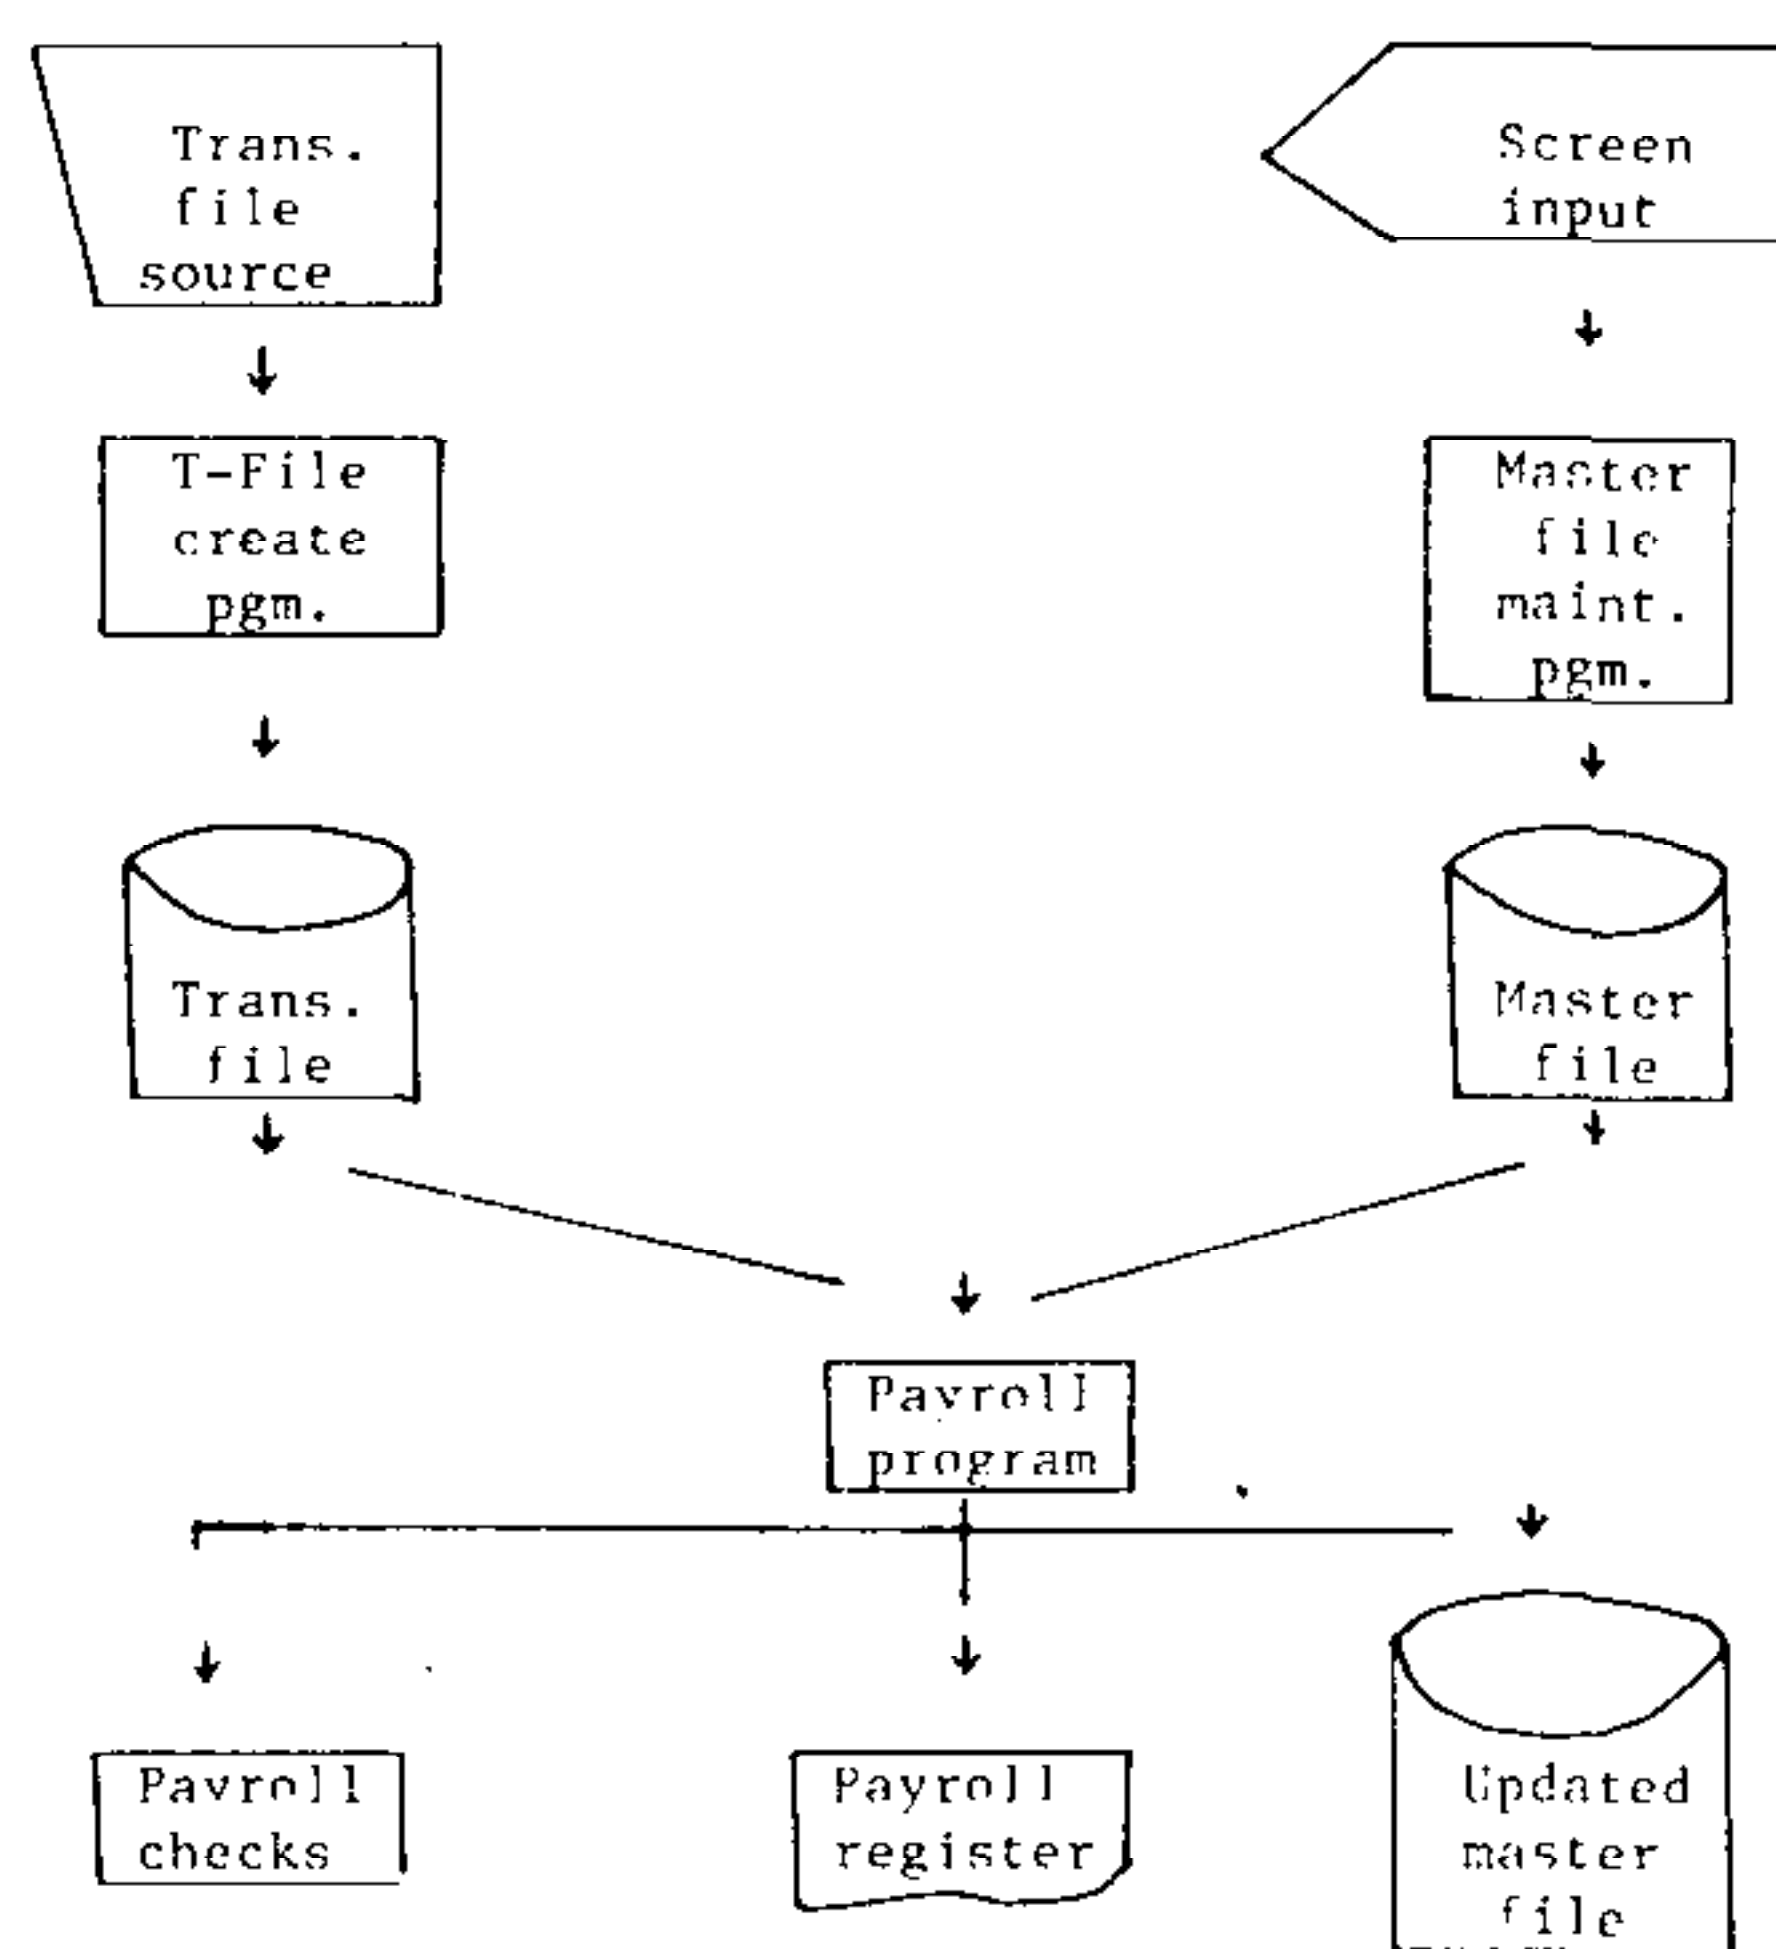 Trans.
file
source
Screen
input
T-File
create
pgm.
Master
file
maint.
pgm.
Trans.
file
Master
file
Payroll
program
Payroll
checks
Payroll
register
Updated
master
file